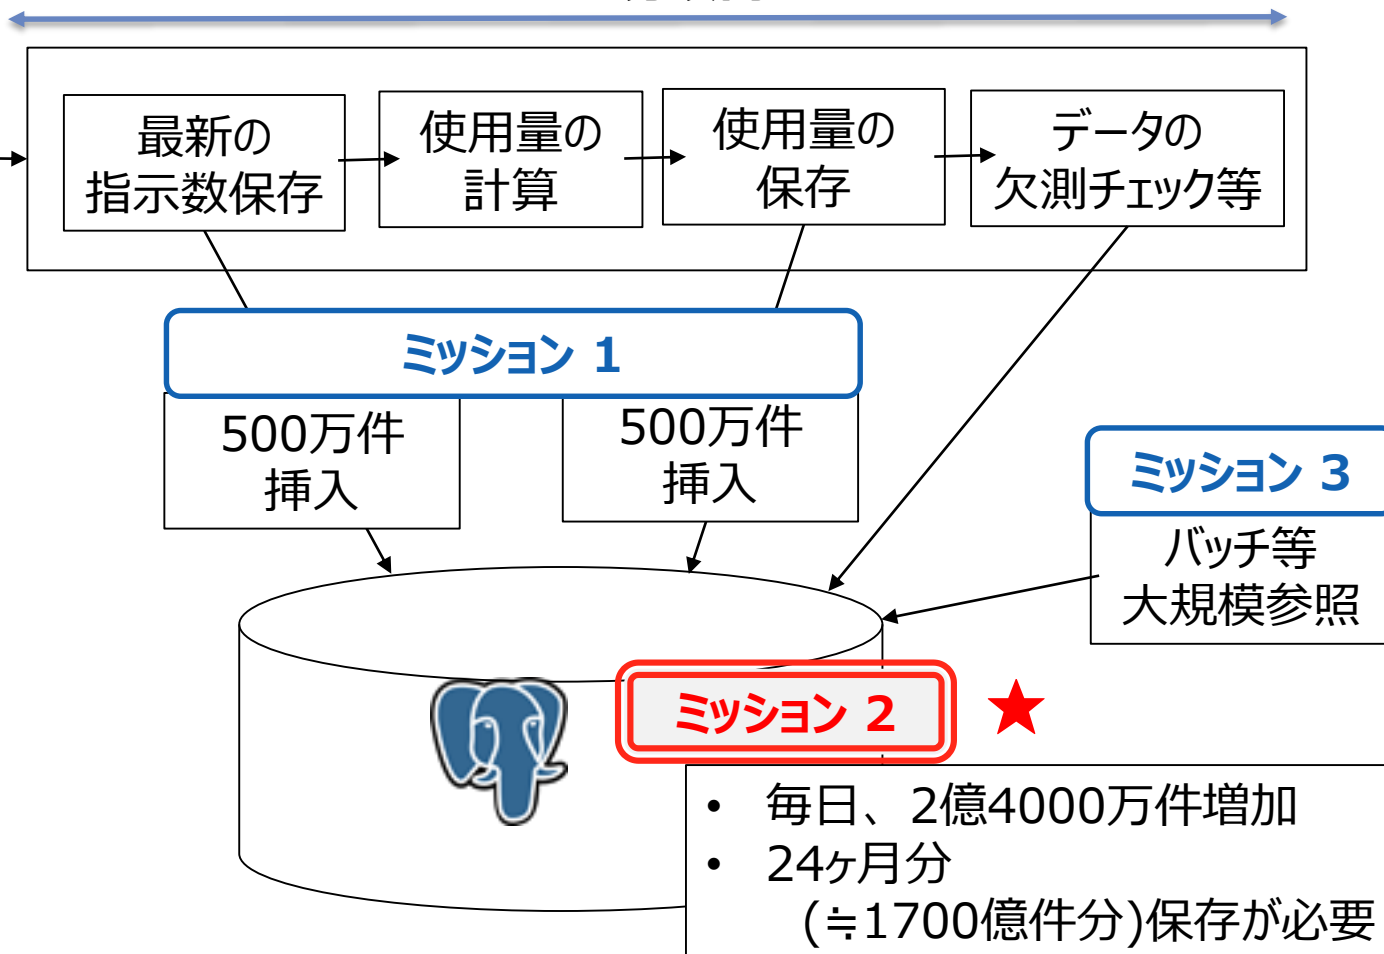 最新の
指示数保存
使用量の
計算
使用量の
保存
データの
欠測チェック等
ミッション 1
500万件
挿入
500万件
挿入
ミッション 3
バッチ等
大規模参照
ミッション 2
★
• 毎日、2億4000万件増加
• 24ヶ月分
(≒1700億件分)保存が必要